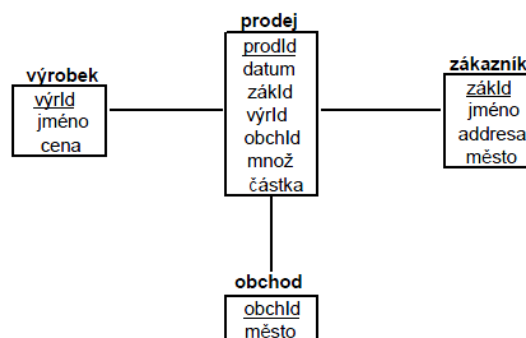 prodej
prodId
datum
zákId
výrId
obchId
množ
částka
výrobek
výrId
jméno
cena
zákazník
zákId
jméno
addresa
město
obchod
obchId
město